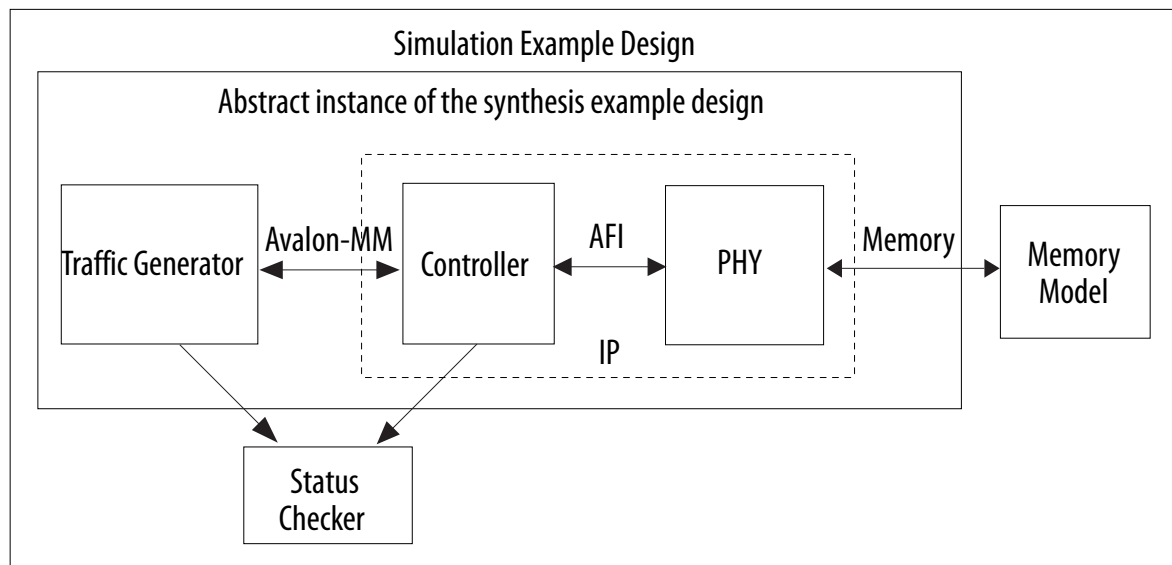 Simulation Example Design
Abstract instance of the synthesis example design
Traffic Generator
Avalon-MM
Controller
AFI
PHY
Memory
Memory
Model
IP
Status
Checker